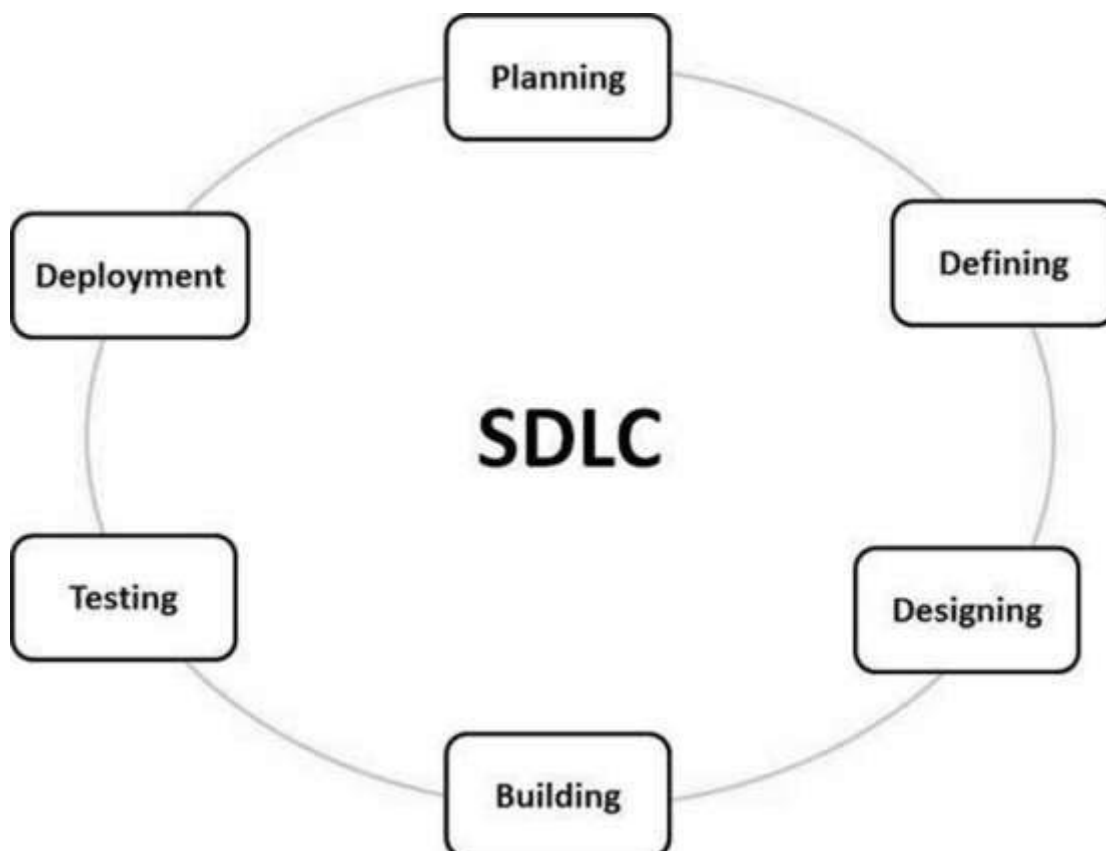 Planning
Defining
Designing
Building
Testing
Deployment
SDLC